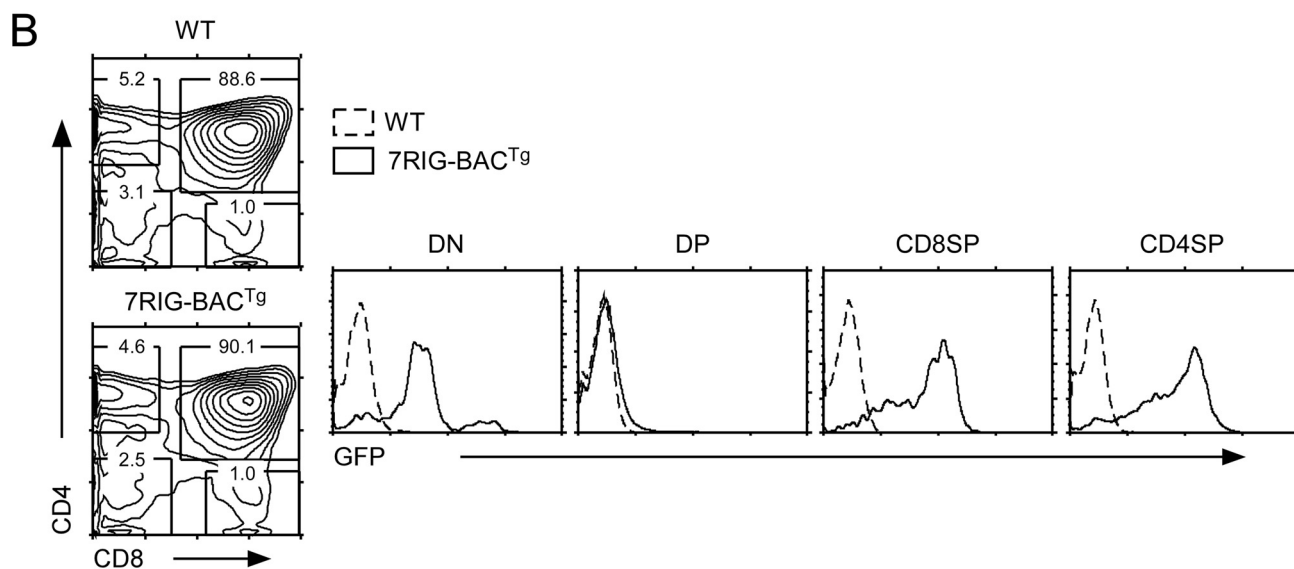 B
WT
5.2
88.6
3.1
1.0
7RIG-BACTg
4.6
90.1
2.5
1.0
CD4
CD8
WT
7RIG-BACTg
DN
DP
CD8SP
CD4SP
GFP